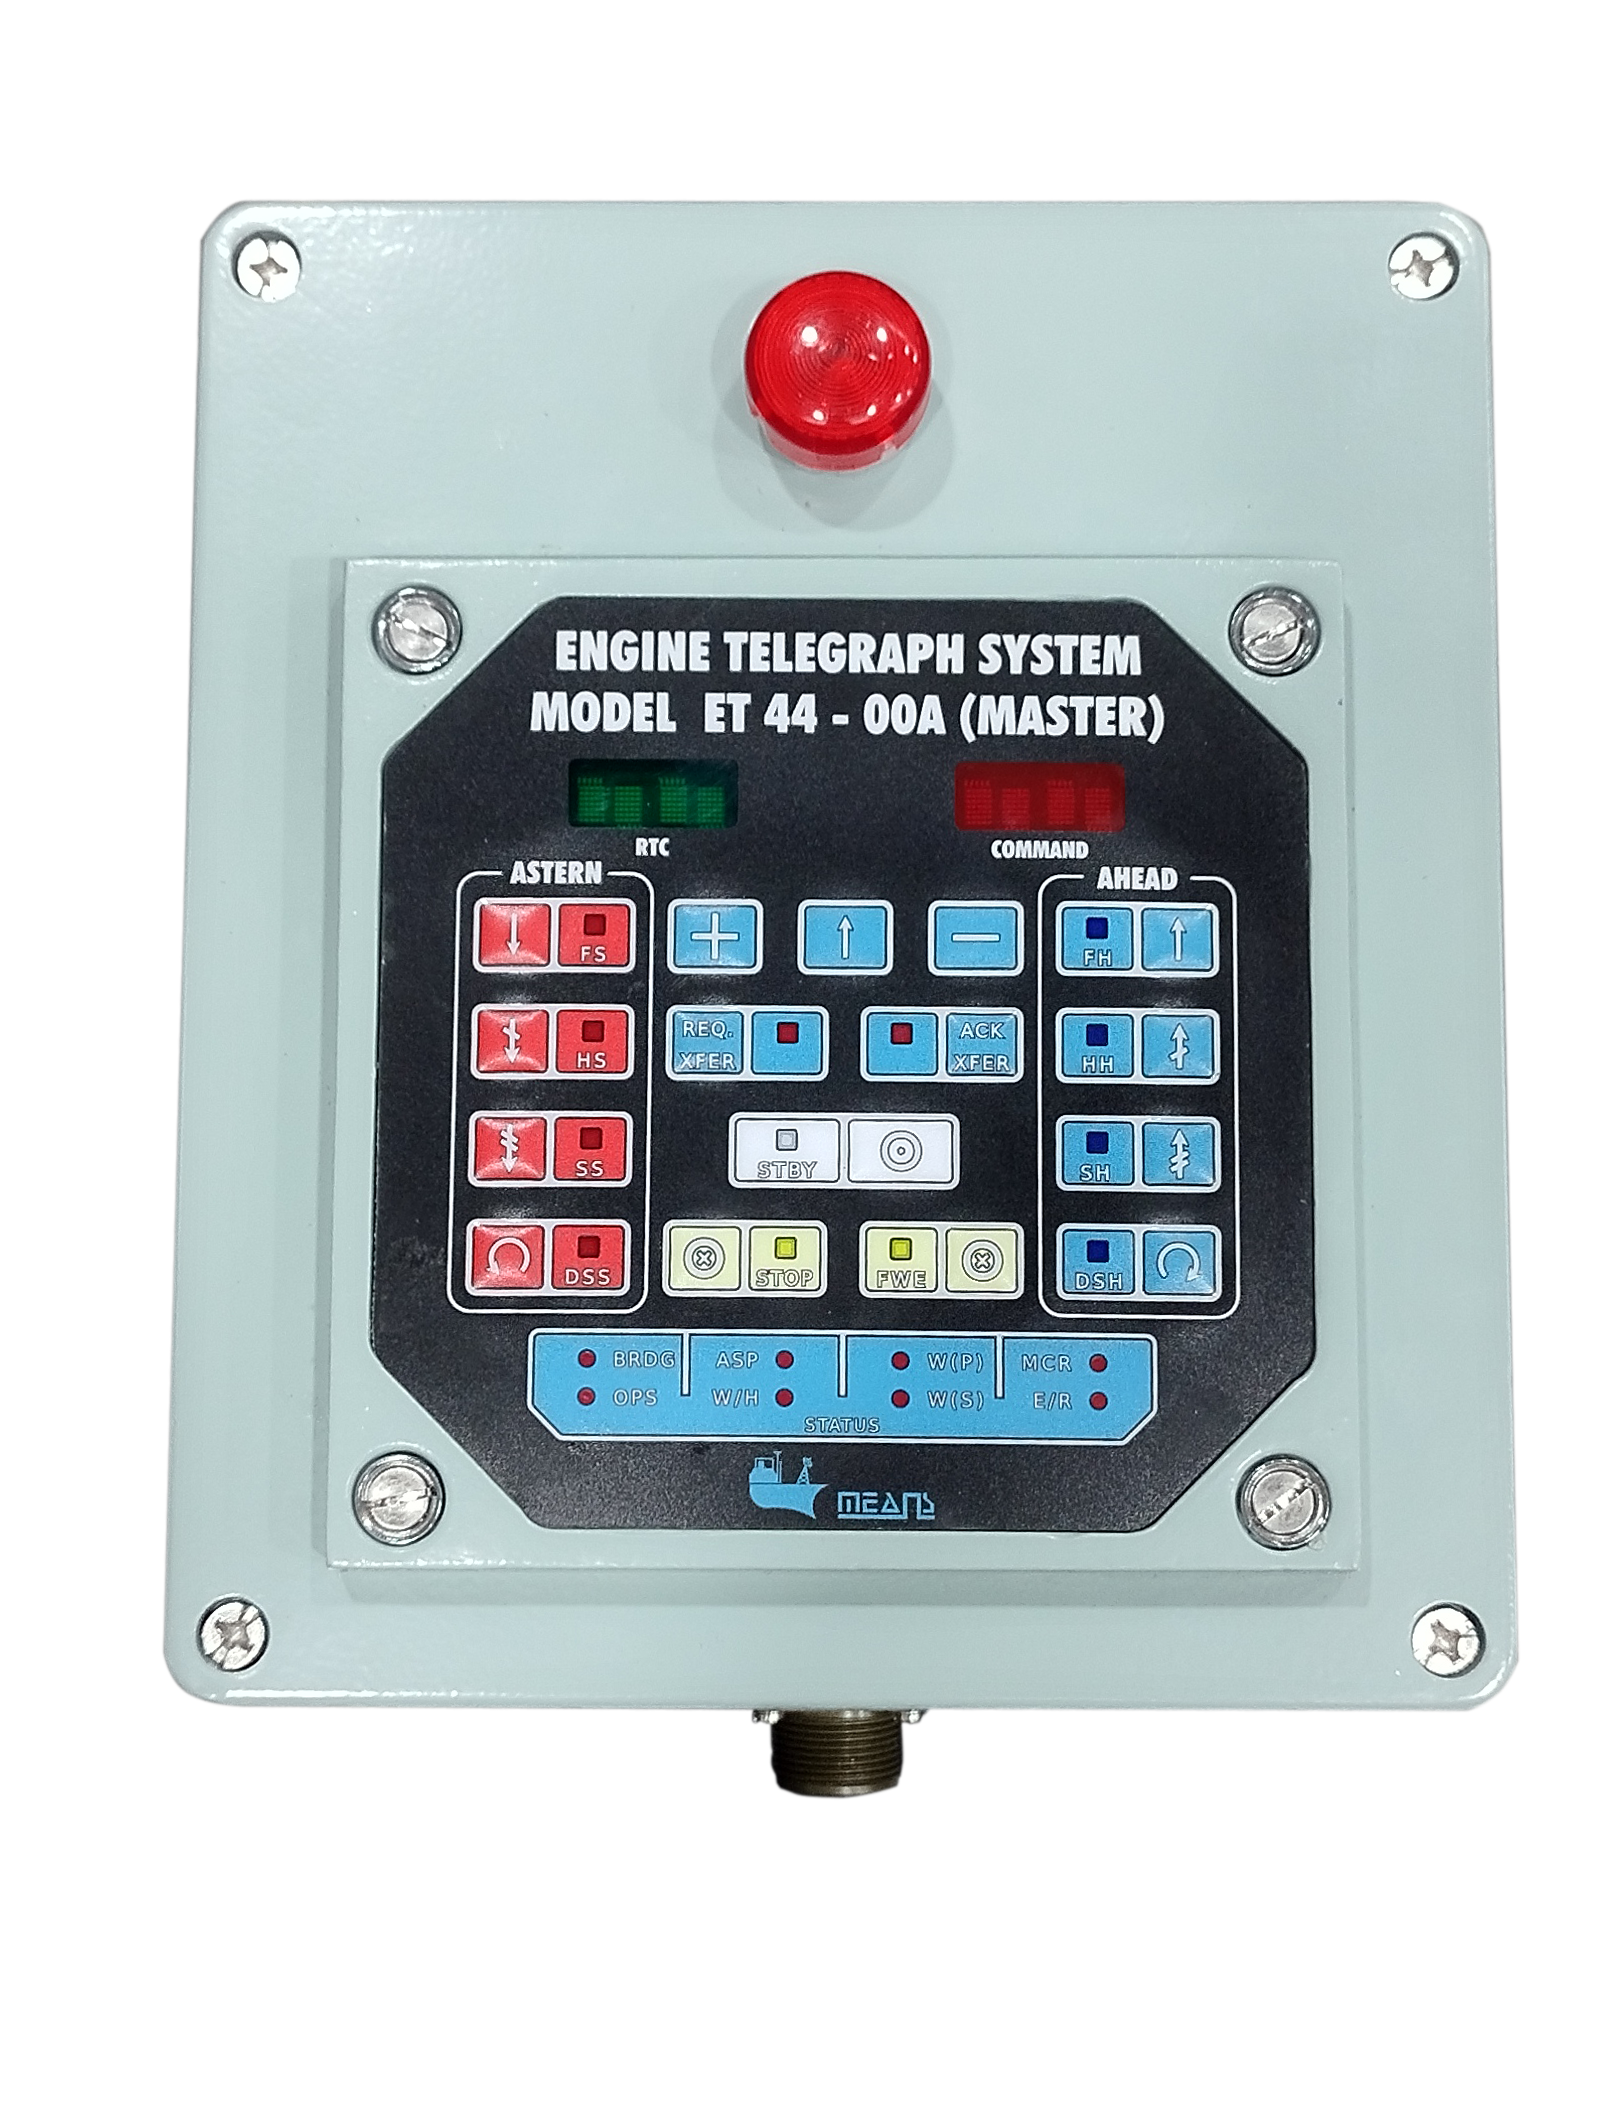 ENGINE TELEGRAPH SYSTEM
MODEL ET 44 - 00A (MASTER)
RTC
COMMAND
ASTERN
AHEAD
FS
FH
REQ.
XFER
ACK
XFER
HS
HH
SS
STBY
SH
DSS
STOP
FWE
DSH
BRDG ASP W(P) MCR
OPS W/H W(S) E/R
STATUS
MEANS